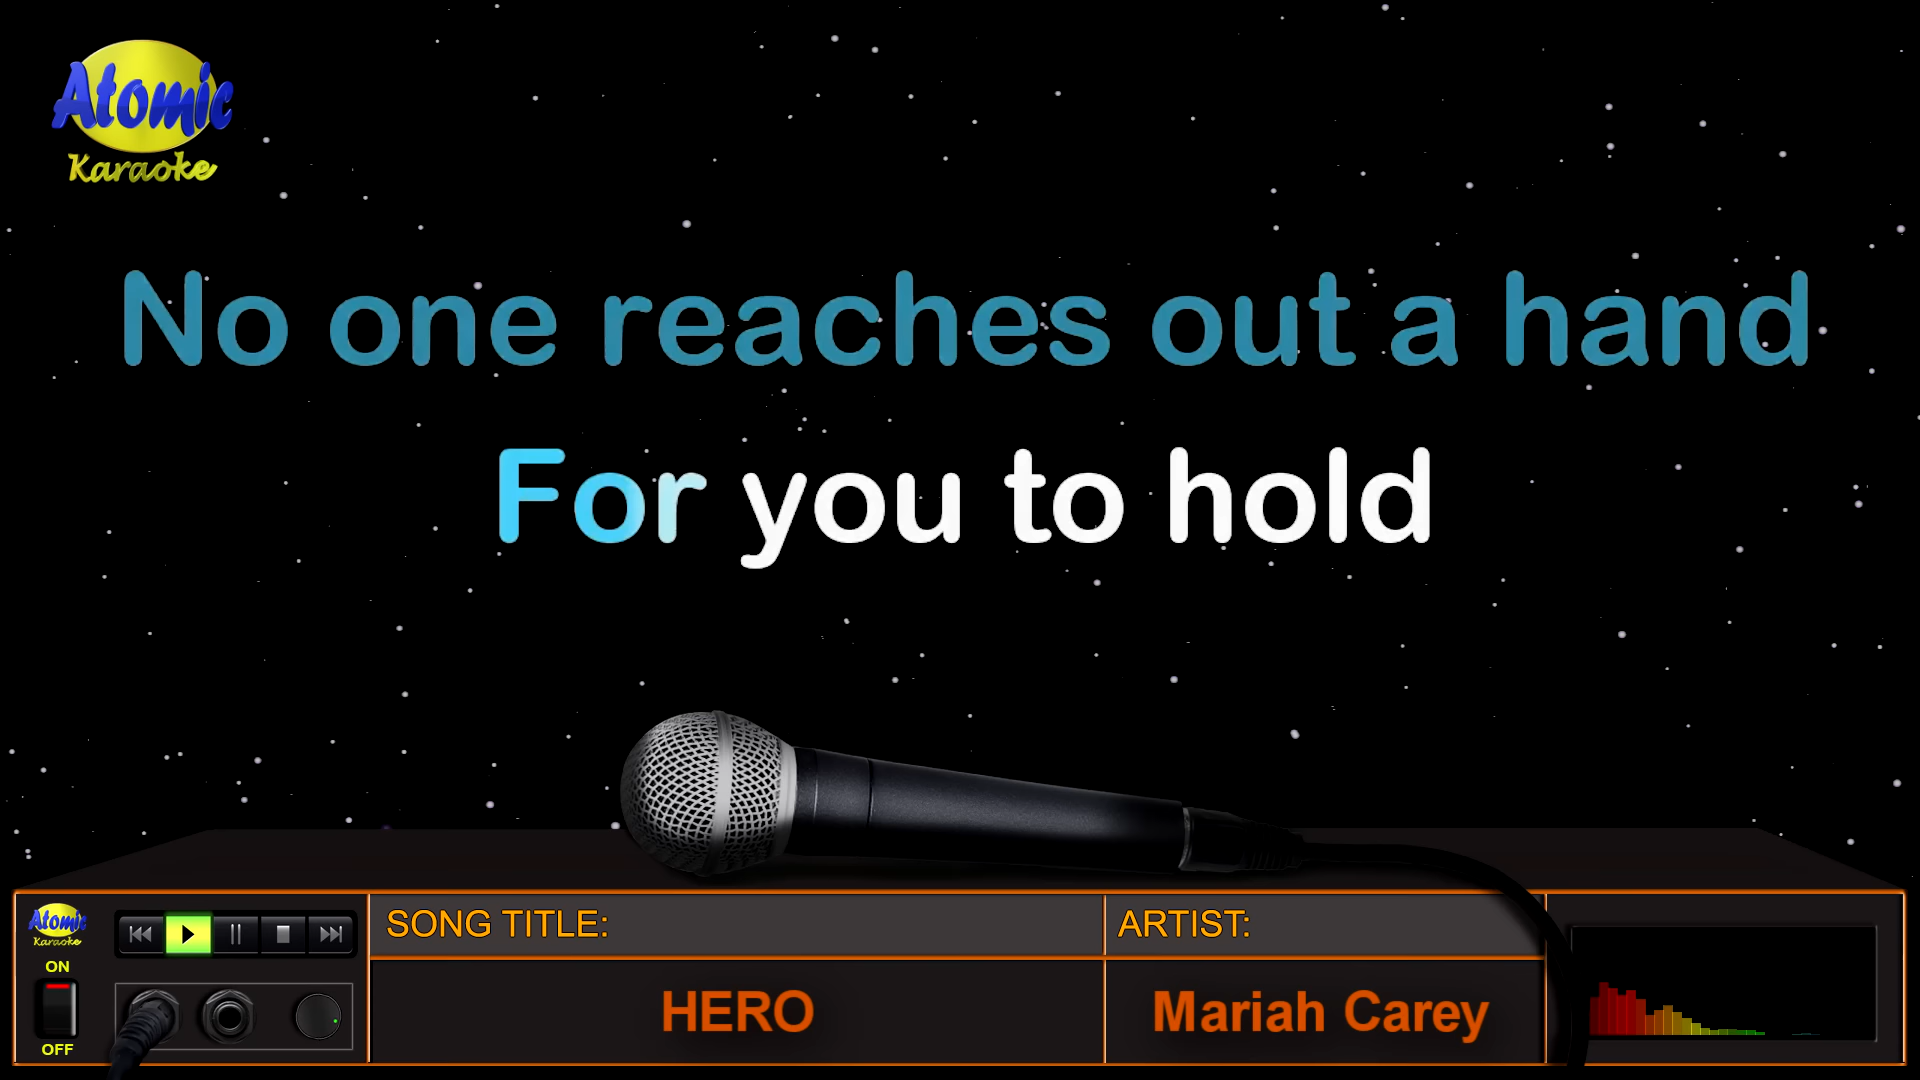 Atomic
Karaoke
No one reaches out a hand
For you to hold
Atomic
Karaoke
ON
OFF
SONG TITLE:
HERO
ARTIST:
Mariah Carey